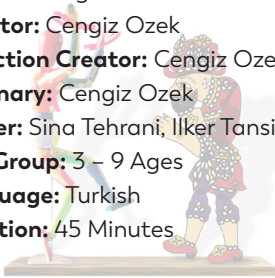 tor: Cengiz Ozek
ction Creator: Cengiz Oze
nary: Cengiz Ozek
er: Sina Tehrani, Ilker Tansi
Group: 3 – 9 Ages
uage: Turkish
tion: 45 Minutes